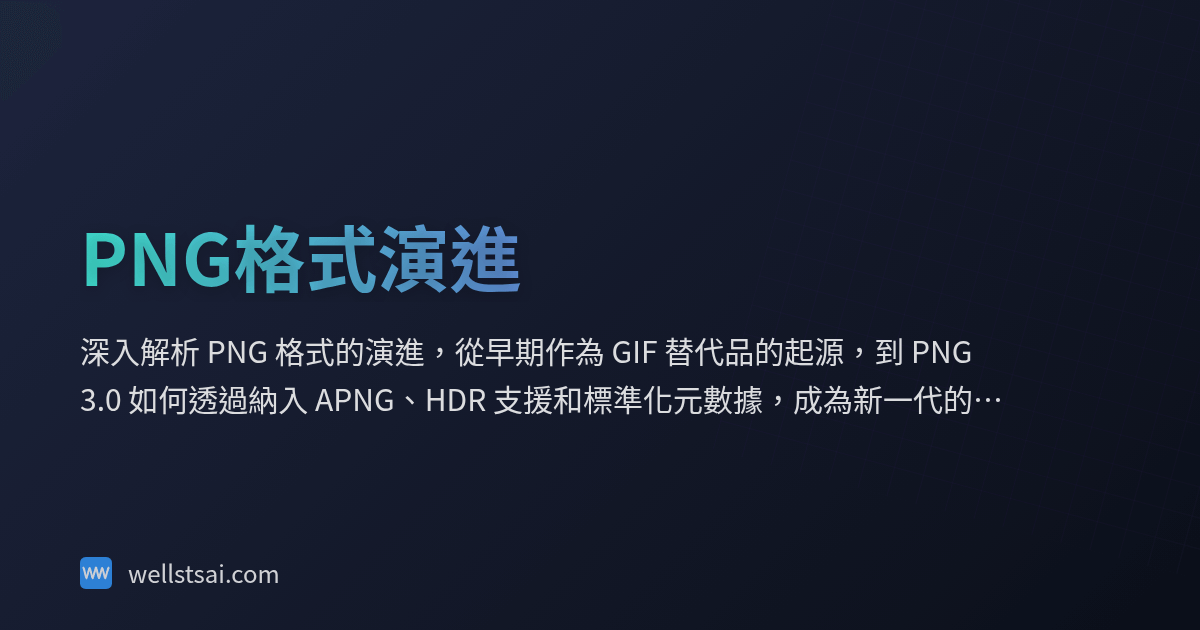 PNG格式演進
深入解析 PNG 格式的演進，從早期作為 GIF 替代品的起源，到 PNG
3.0 如何透過納入 APNG、HDR 支援和標準化元數據，成為新一代的…
wellstsai.com